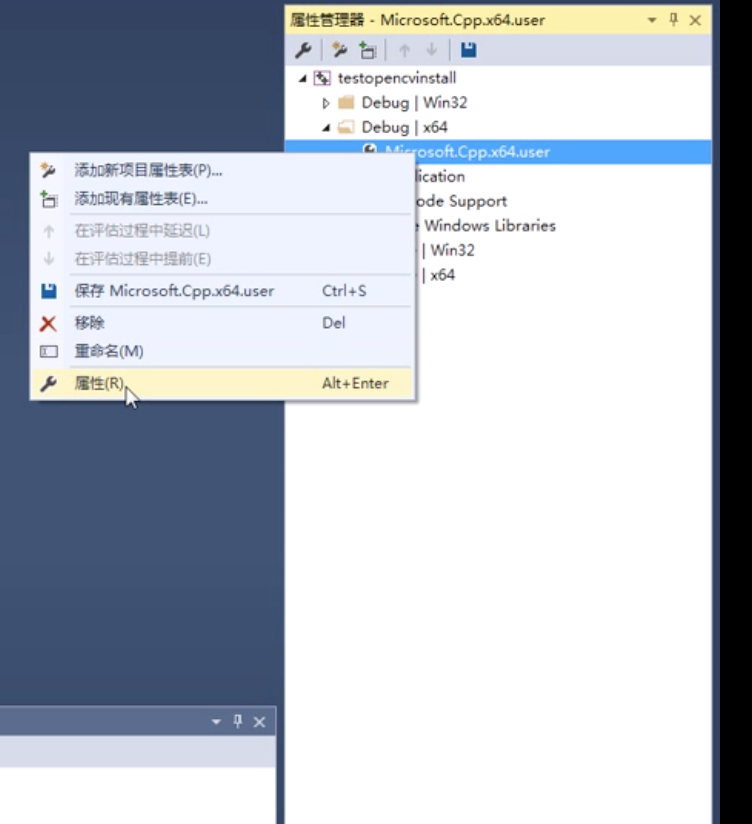 属性管理器 - Microsoft.Cpp.x64.user
testopencvinstall
Debug | Win32
Debug | x64
Microsoft.Cpp.x64.user
lication
ode Support
Windows Libraries
| Win32
| x64
添加新项目属性表(P)...
添加现有属性表(E)...
在评估过程中延迟(L)
在评估过程中提前(E)
保存 Microsoft.Cpp.x64.user Ctrl+S
移除 Del
重命名(M)
属性(R) Alt+Enter